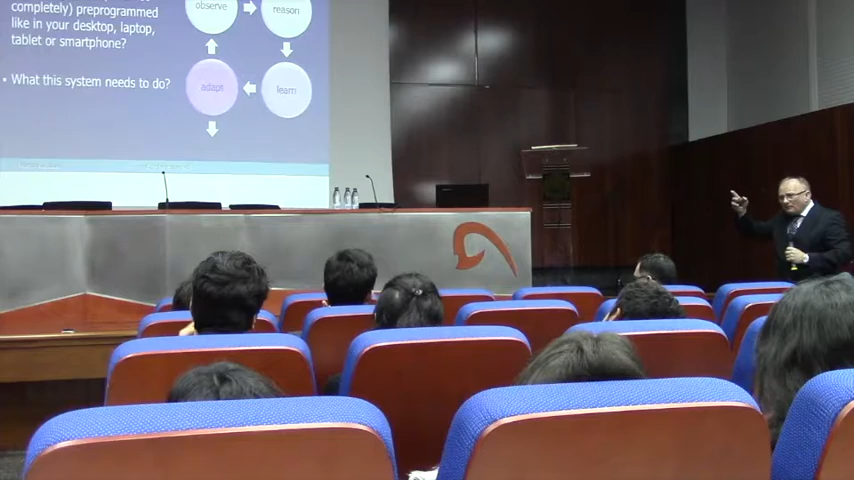 completely) preprogrammed
like in your desktop, laptop,
tablet or smartphone?
What this system needs to do?
observe
reason
adapt
learn